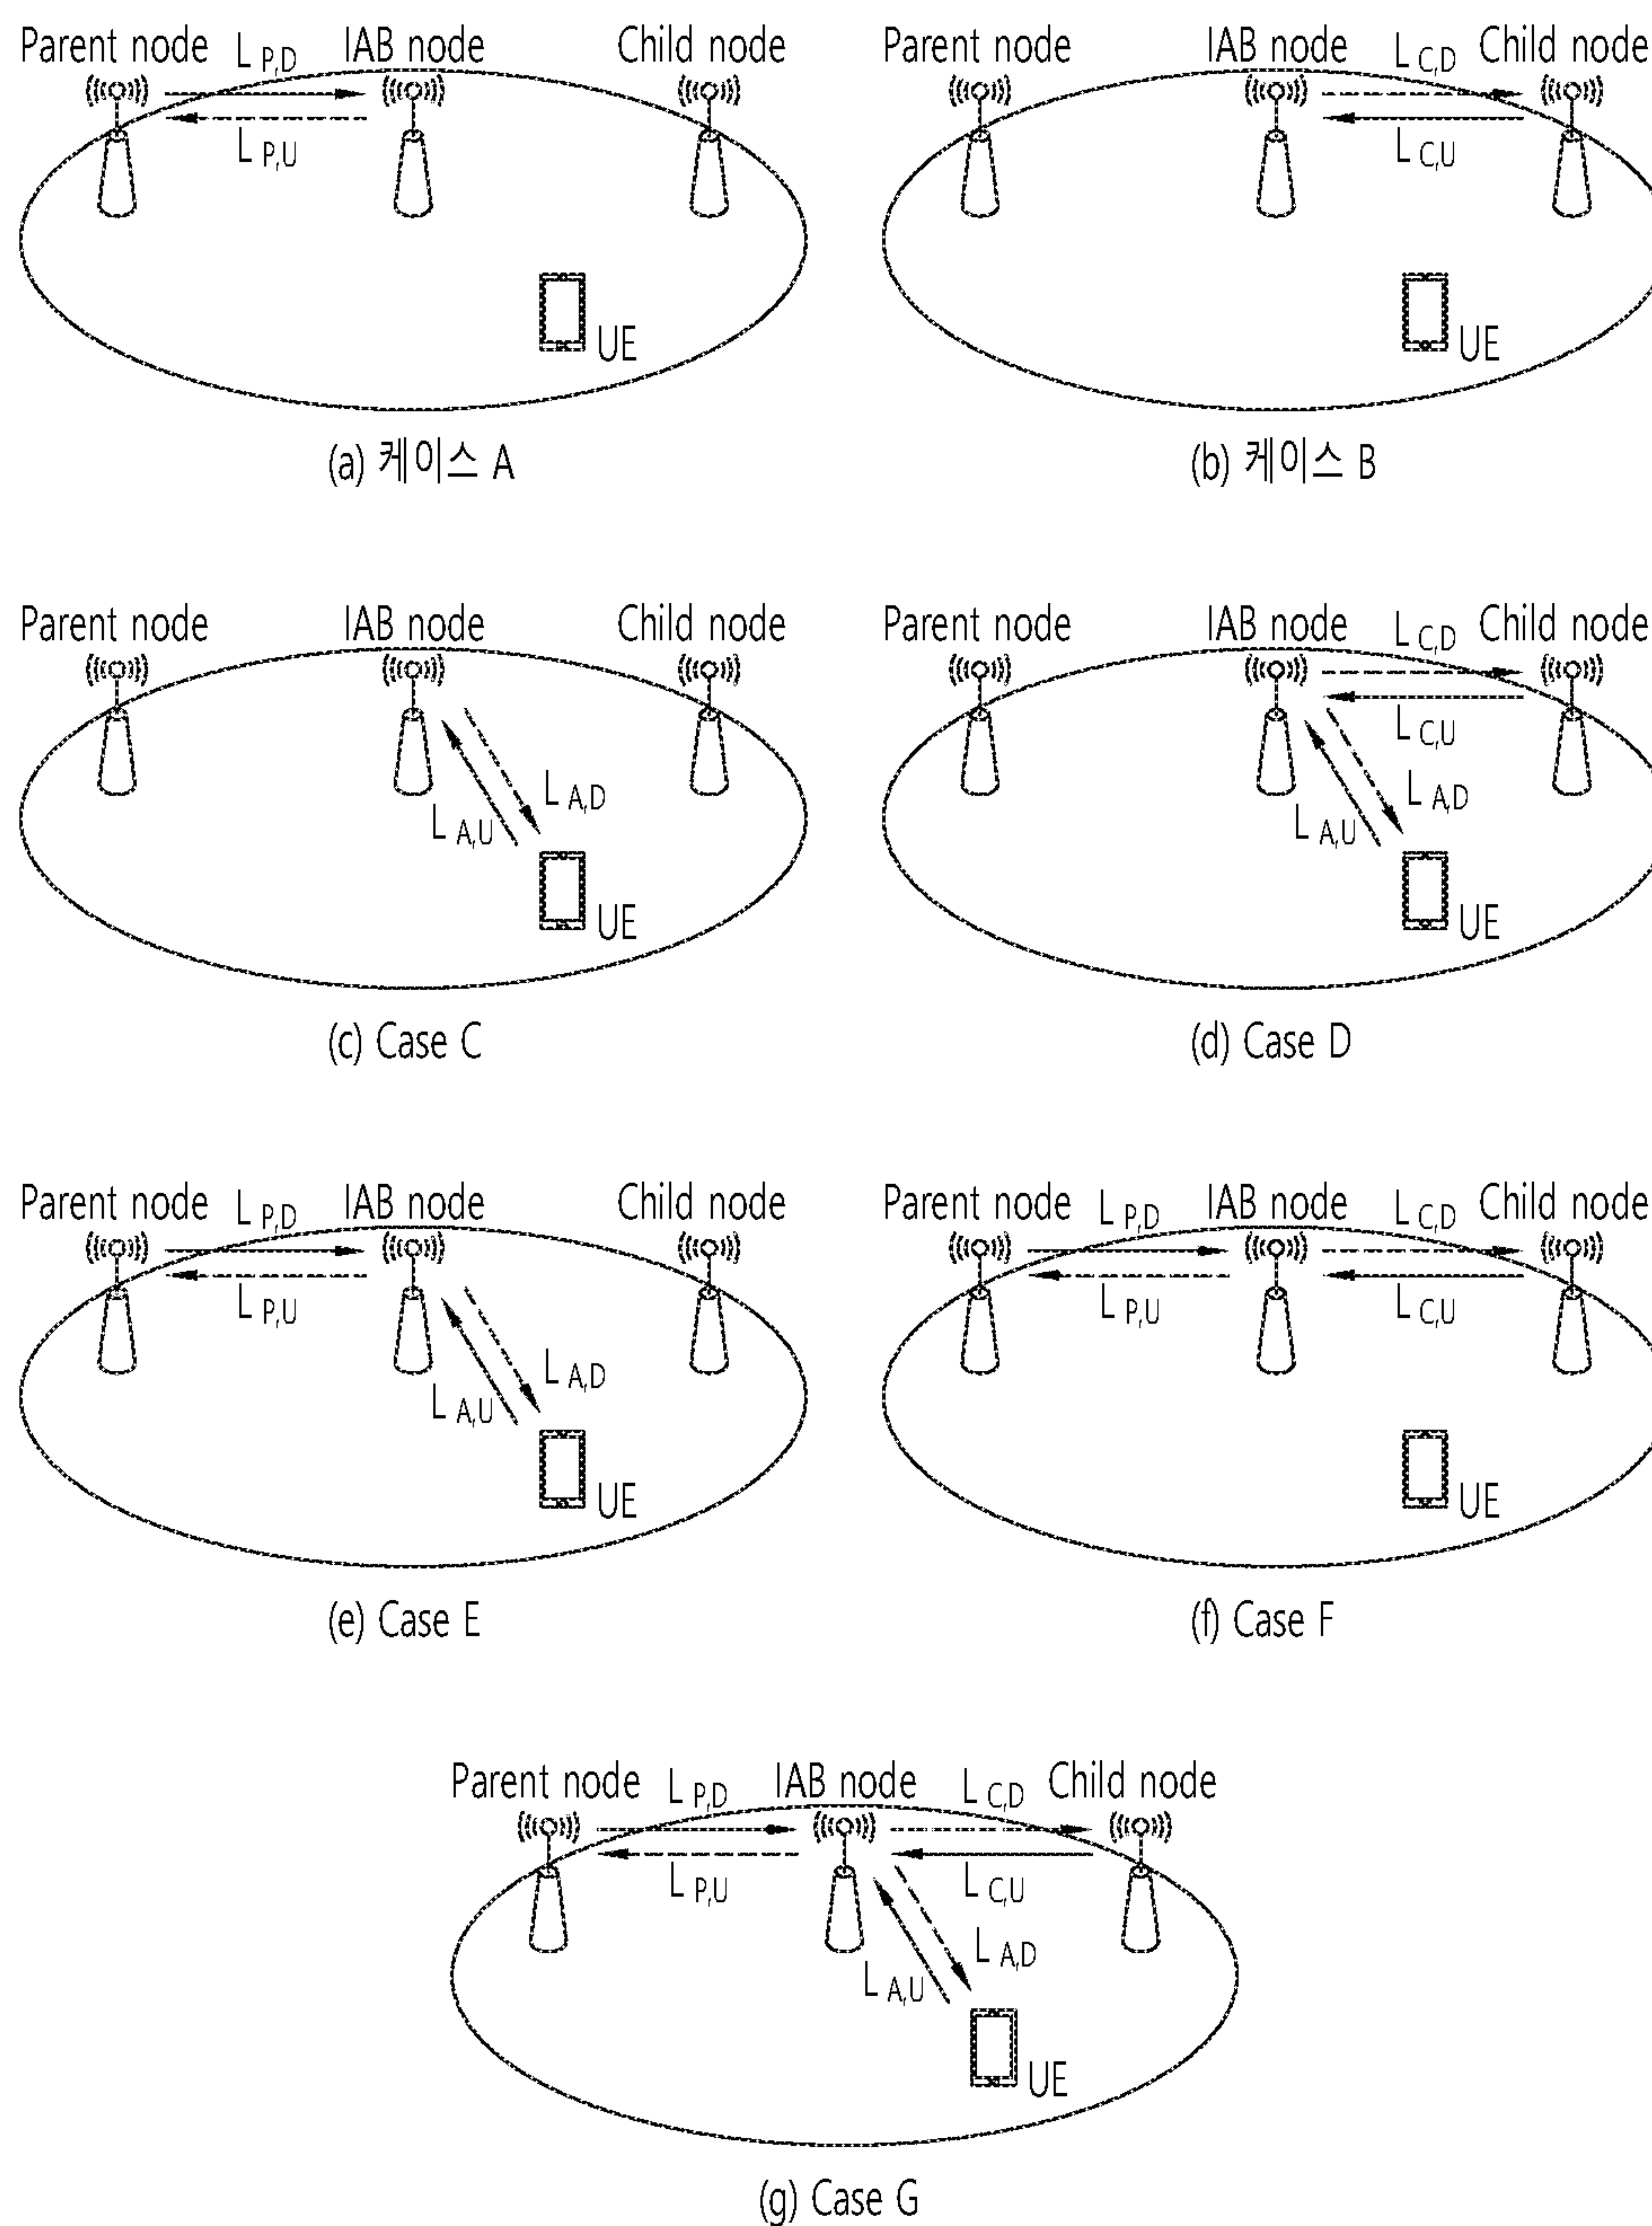 Parent node L P,D IAB node Child node
L P,U
UE
(a) 케이스 A
Parent node IAB node L C,D Child node
L C,U
UE
(b) 케이스 B
Parent node IAB node Child node
L A,D
L A,U
UE
(c) Case C
Parent node IAB node L C,D Child node
L C,U
L A,D
L A,U
UE
(d) Case D
Parent node L P,D IAB node Child node
L P,U
L A,D
L A,U
UE
(e) Case E
Parent node L P,D IAB node L C,D Child node
L P,U L C,U
UE
(f) Case F
Parent node L P,D IAB node L C,D Child node
L P,U L C,U
L A,D
L A,U
UE
(g) Case G